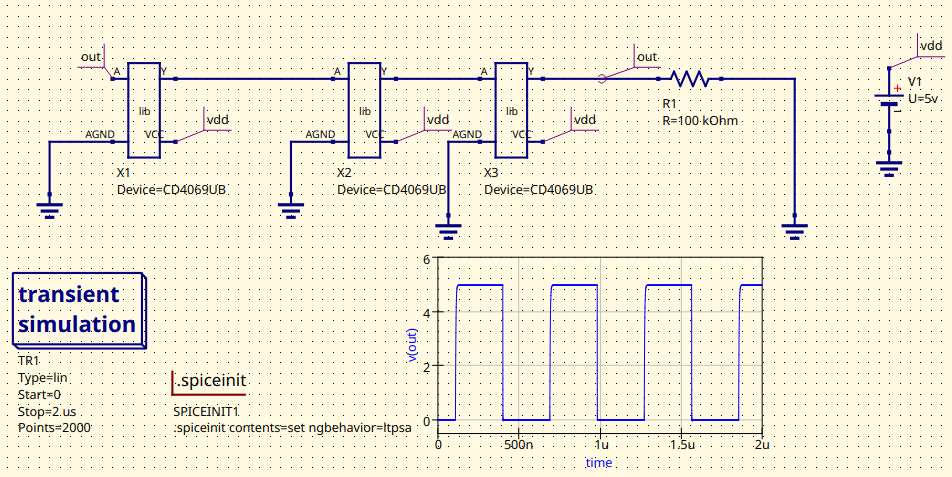 out
A
Y
A
Y
A
Y
out
vdd
lib
lib
lib
R1
R=100 kOhm
V1
U=5v
AGND
VCC
vdd
AGND
VCC
vdd
AGND
VCC
vdd
X1
Device=CD4069UB
X2
Device=CD4069UB
X3
Device=CD4069UB
transient
simulation
TR1
Type=lin
Start=0
Stop=2 us
Points=2000
.spiceinit
SPICEINIT1
.spiceinit contents=set ngbehavior=ltpsa
v(out)
6
4
2
0
0
500n
1u
1.5u
2u
time